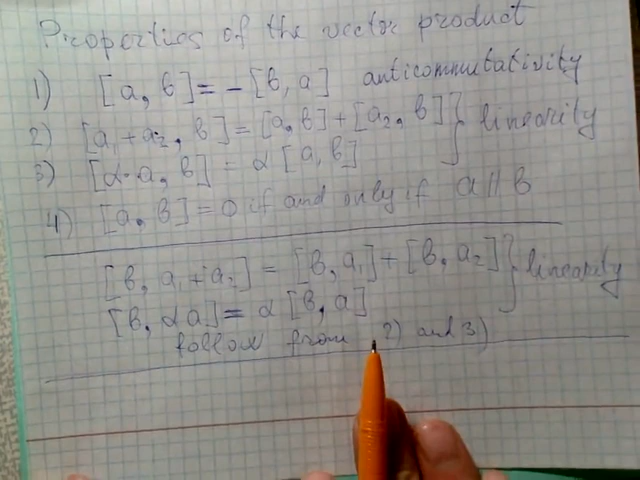 Properties of the vector product
1) [a, b] = - [b, a] anticommutativity
2) [a₁ + a₂, b] = [a₁ b] + [a₂, b] } linearity
3) [α · a, b] = α [a, b]
4) [a, b] = 0 if and only if a || b
[b, a₁ + a₂] = [b, a₁] + [b, a₂] } linearity
[b, αa] = α [b, a]
follow from 2) and 3)